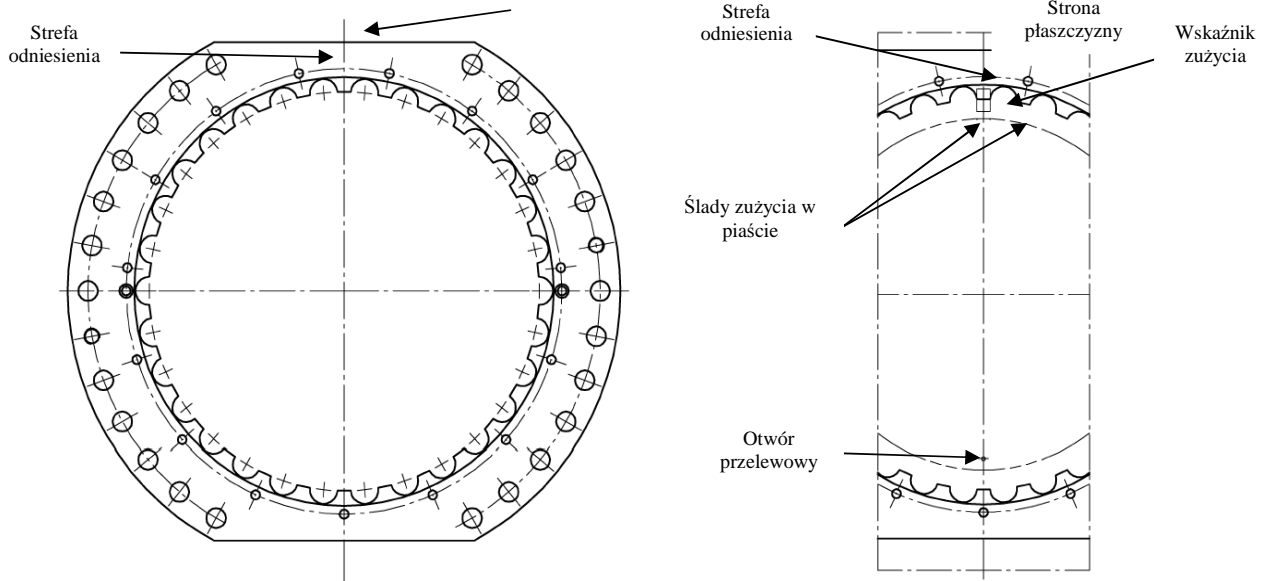 Strefa
odniesienia
Strefa
odniesienia
Strona
płaszczyzny
Wskaźnik
zużycia
Ślady zużycia w
piaście
Otwór
przelewowy